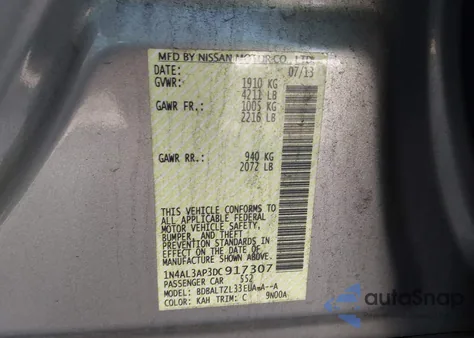 MFD BY NISSAN MOTOR CO., LTD.
DATE: 07/13
GVWR: 1910 KG
4211 LB
GAWR FR.: 1005 KG
2216 LB
GAWR RR.: 940 KG
2072 LB
THIS VEHICLE CONFORMS TO
ALL APPLICABLE FEDERAL
MOTOR VEHICLE SAFETY,
BUMPER, AND THEFT
PREVENTION STANDARDS IN
EFFECT ON THE DATE OF
MANUFACTURE SHOWN ABOVE.
1N4AL3AP3DC917307
PASSENGER CAR 552
MODEL:
COLOR: KAH TRIM: C 9N00A
autoSnap